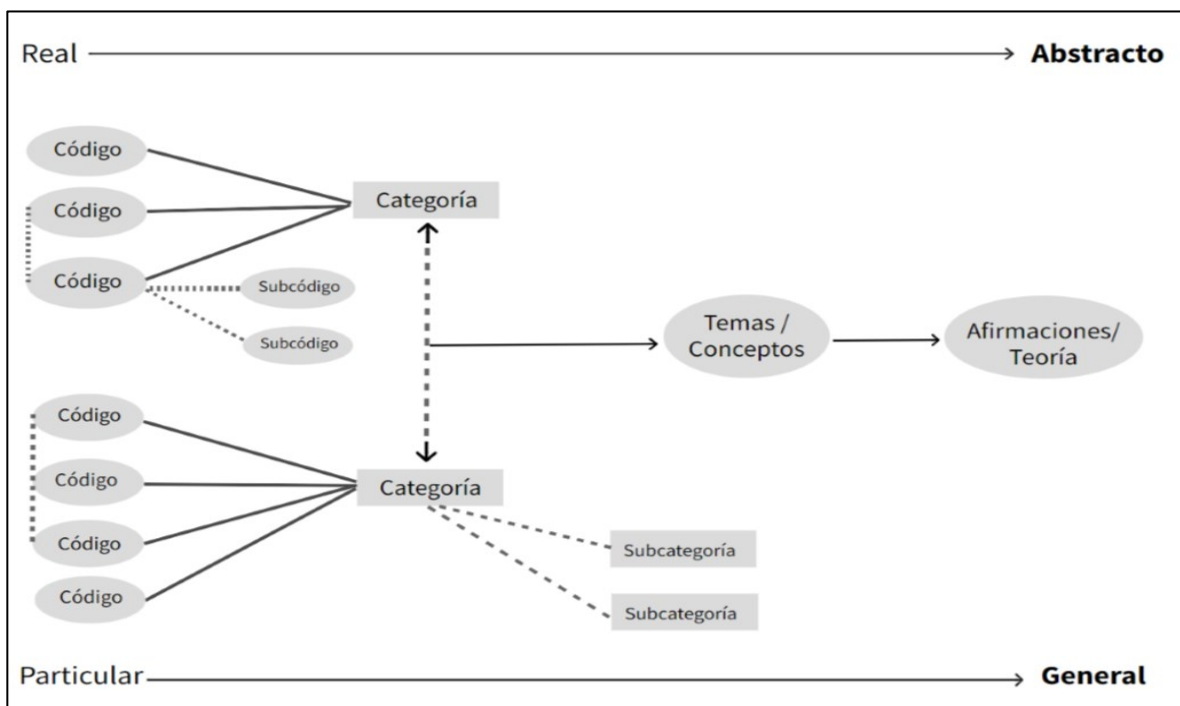 Real
Abstracto
Código
Código
Categoría
Código
Subcódigo
Subcódigo
Temas /
Conceptos
Afirmaciones/
Teoría
Código
Código
Categoría
Código
Subcategoría
Código
Subcategoría
Particular
General